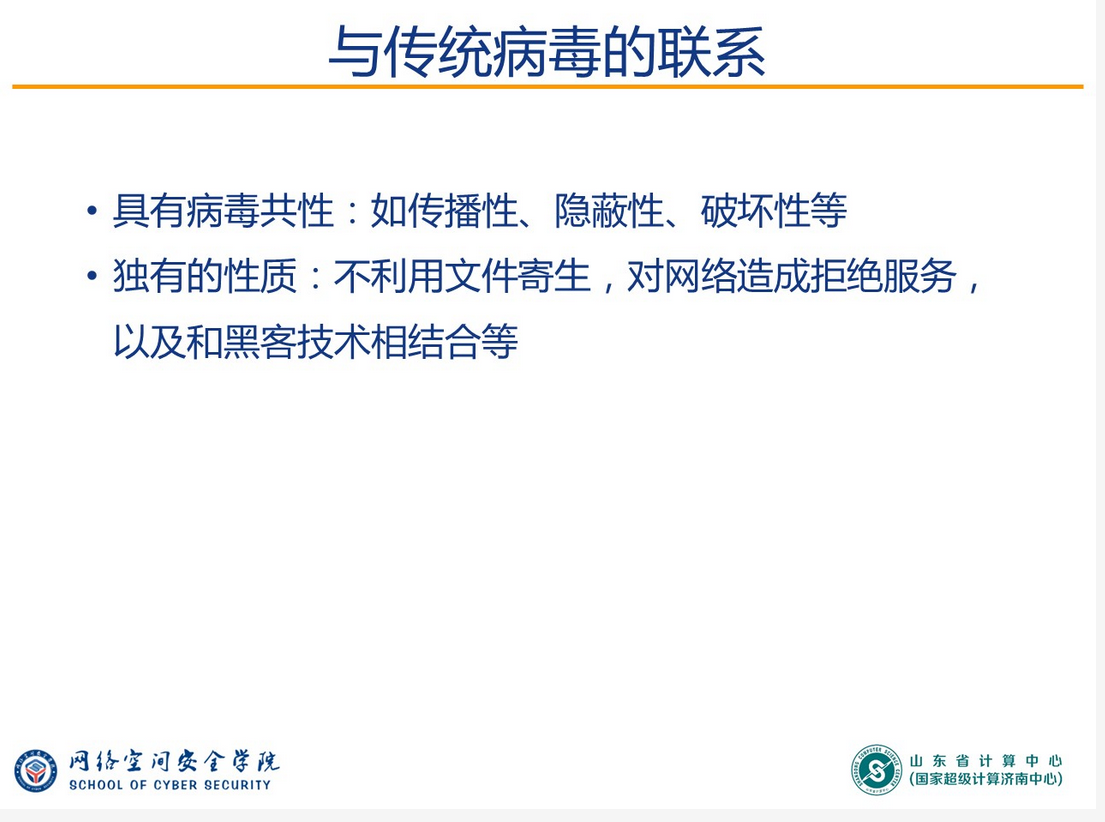 与传统病毒的联系
• 具有病毒共性：如传播性、隐蔽性、破坏性等
• 独有的性质：不利用文件寄生，对网络造成拒绝服务，
以及和黑客技术相结合等
网络空间安全学院
SCHOOL OF CYBER SECURITY
山东省计算中心
(国家超级计算济南中心)